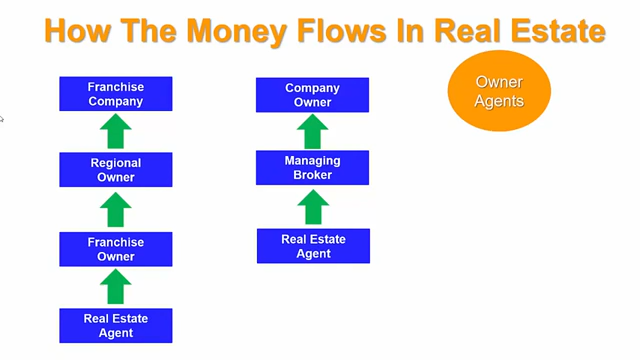 How The Money Flows In Real Estate
Franchise
Company
Regional
Owner
Franchise
Owner
Real Estate
Agent
Company
Owner
Managing
Broker
Real Estate
Agent
Owner
Agents